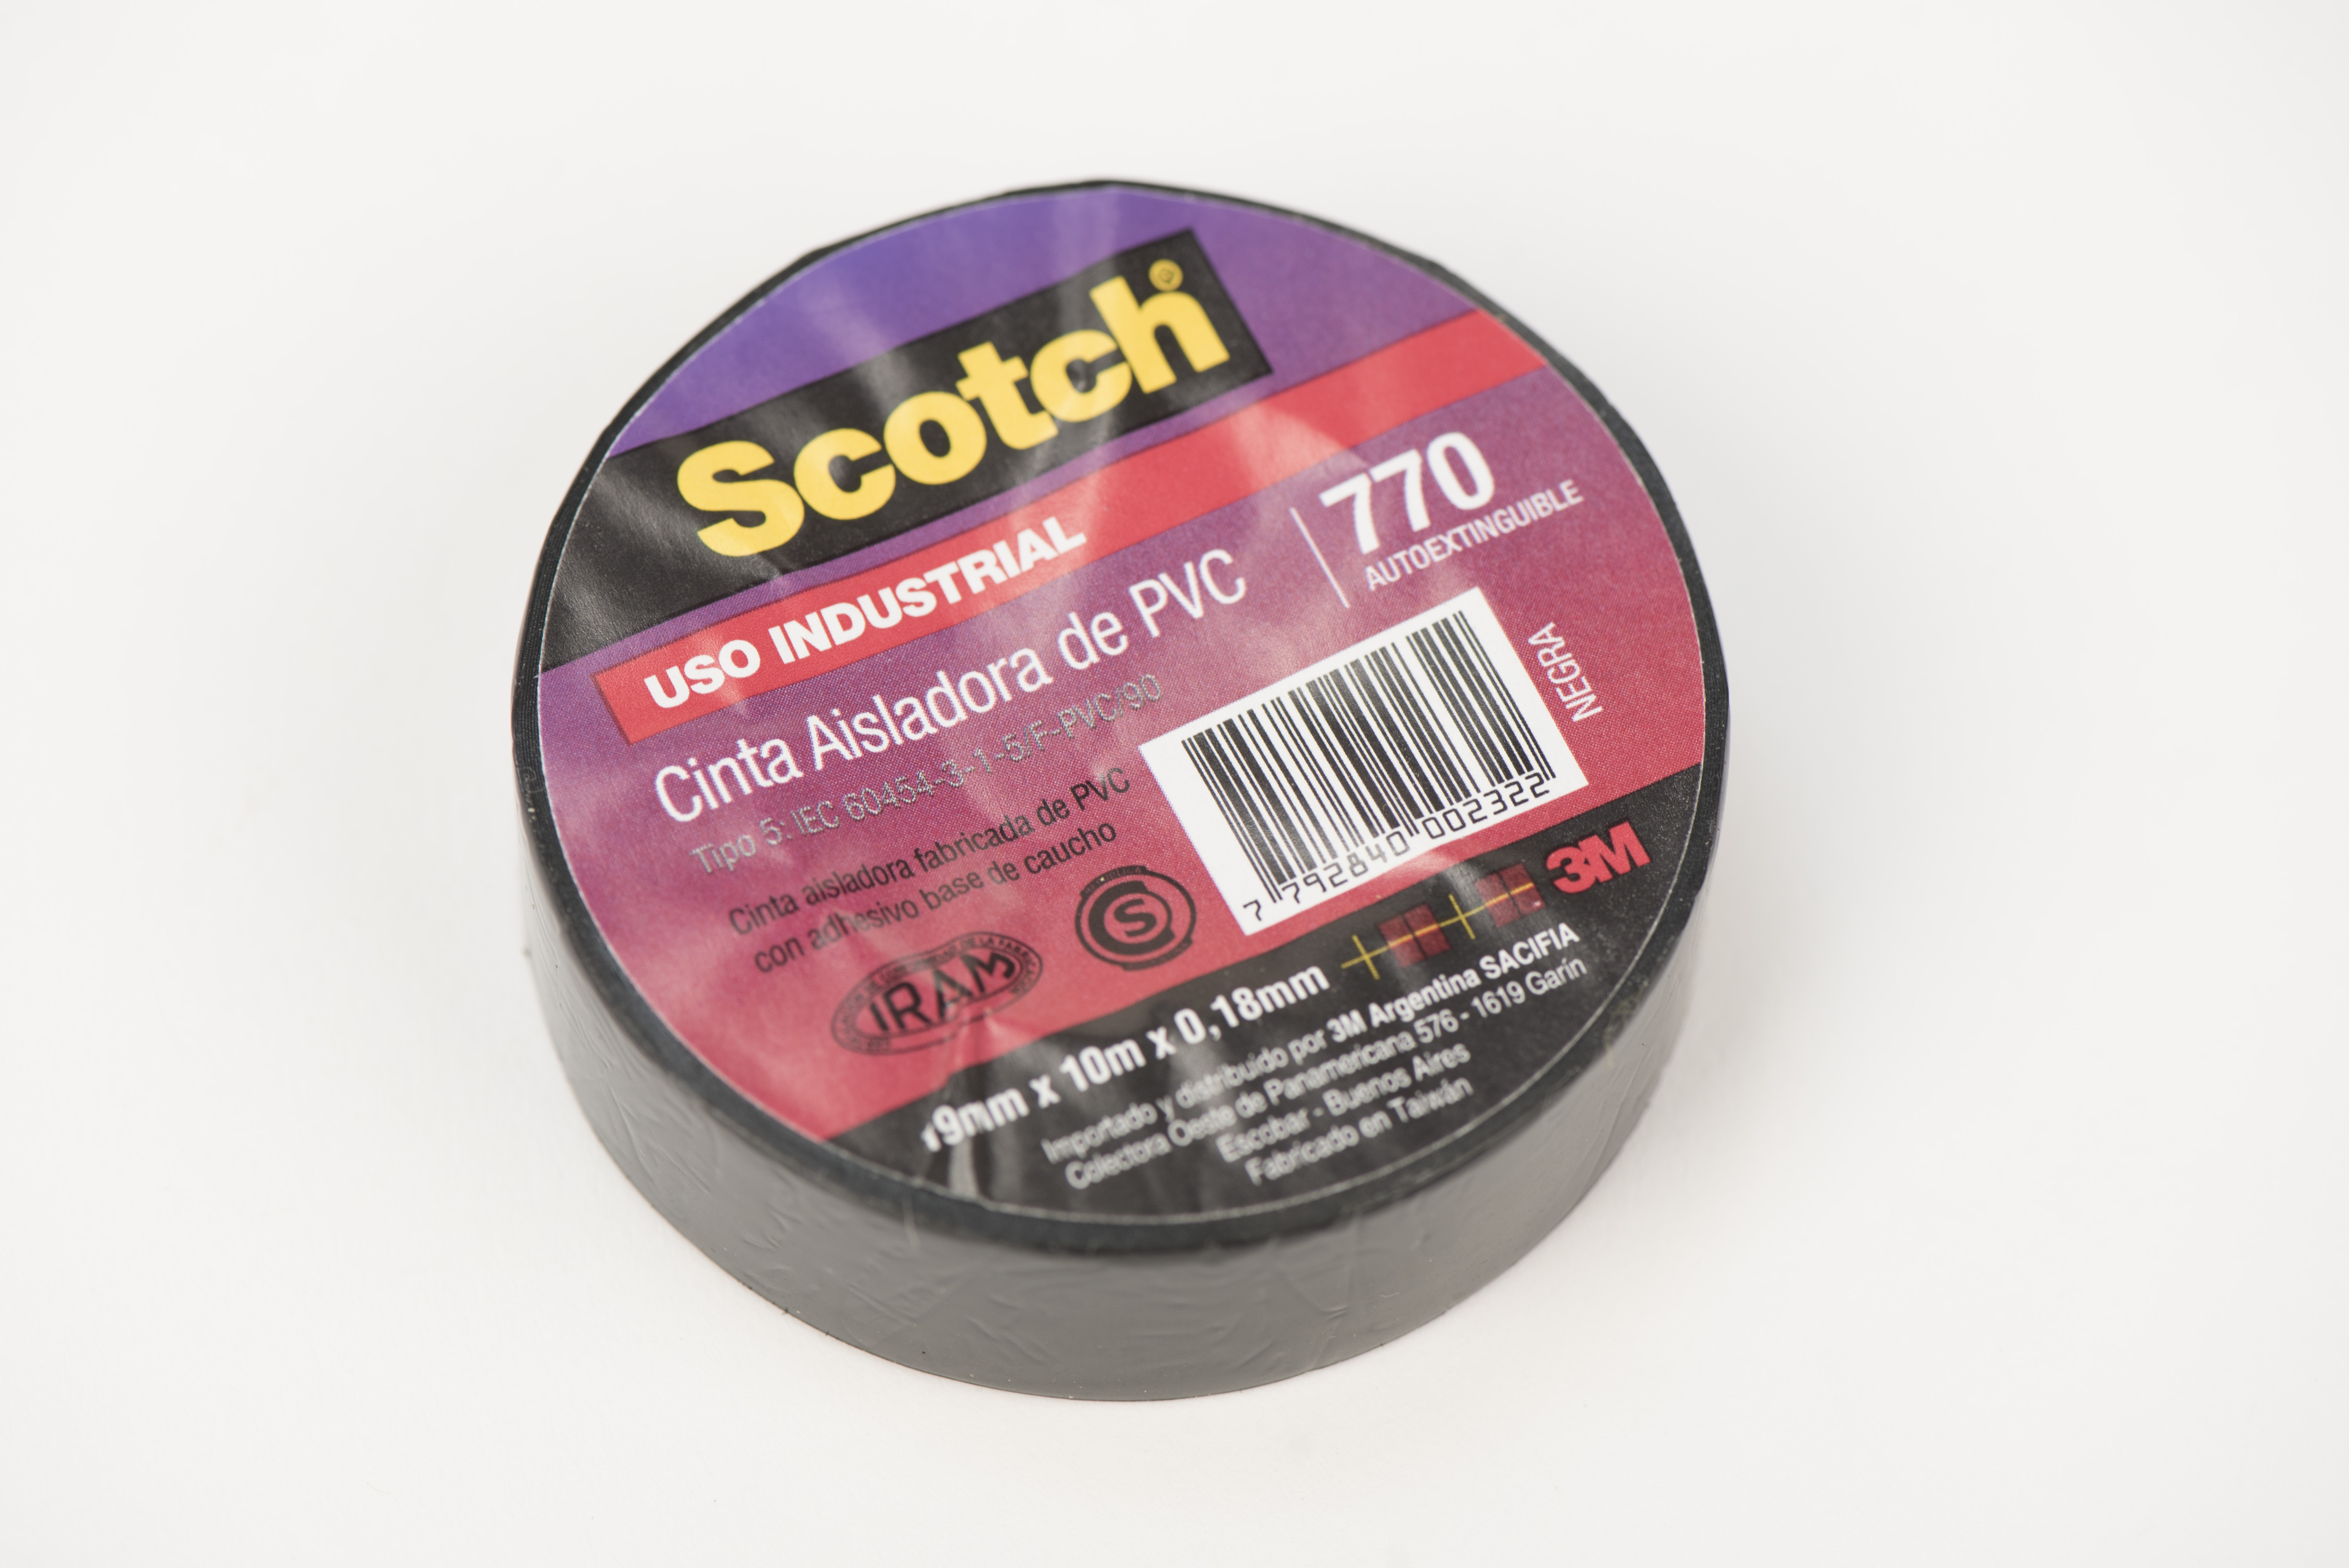 Scotch®
USO INDUSTRIAL
Cinta Aisladora de PVC
770
AUTOEXTINGUIBLE
Tipo 5: IEC 60454-3-1-5/F-PVC/90
Cinta aisladora fabricada de PVC
con adhesivo base de caucho
NEGRA
7 792840 002322
IRAM
S
3M
9mm x 10m x 0,18mm
Importado y distribuido por 3M Argentina SACIFIA
Colectora Oeste de Panamericana 576 - 1619 Garín
Escobar - Buenos Aires
Fabricado en Taiwán